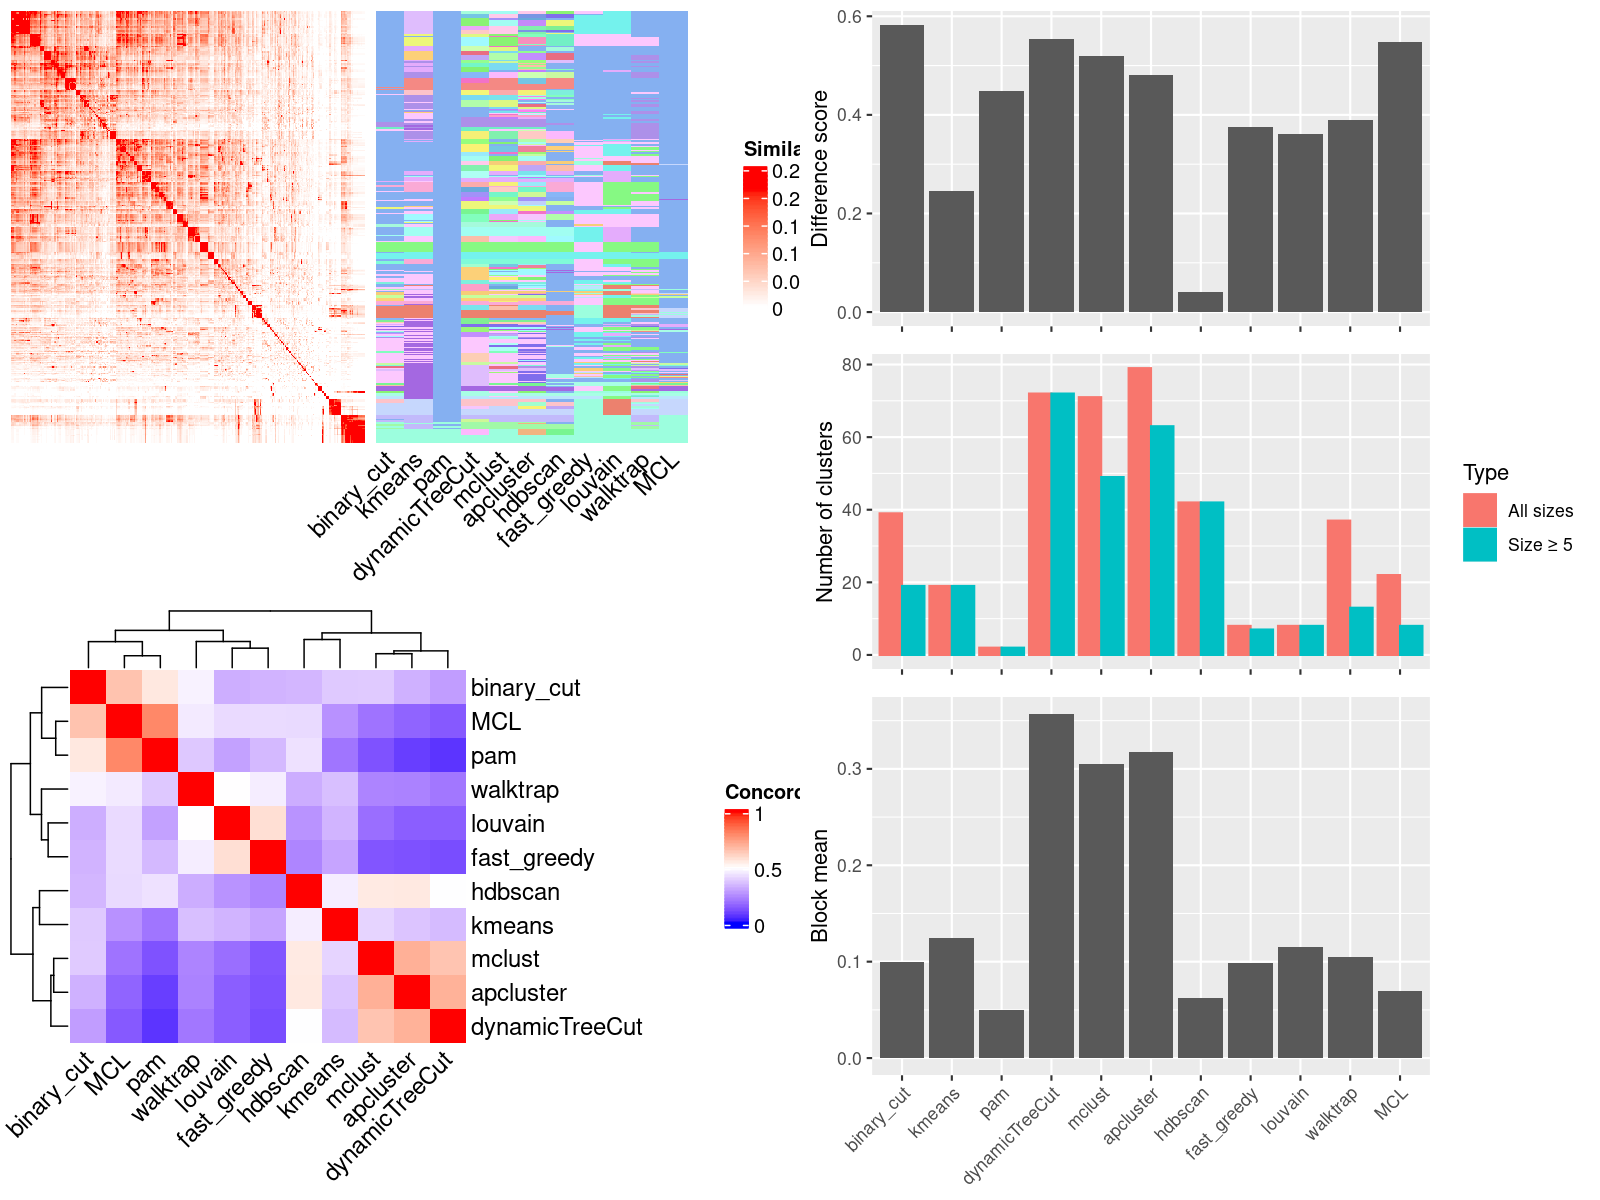 Simila
0.2
0.2
0.1
0.1
0.0
0
binary_cut
kmeans
pam
dynamicTreeCut
mclust
apcluster
hdbscan
fast_greedy
louvain
walktrap
MCL
binary_cut
MCL
pam
walktrap
louvain
fast_greedy
hdbscan
kmeans
mclust
apcluster
dynamicTreeCut
binary_cut
MCL
pam
walktrap
louvain
fast_greedy
hdbscan
kmeans
mclust
apcluster
dynamicTreeCut
Concord
1
0.5
0
Difference score
0.6
0.4
0.2
0.0
Number of clusters
80
60
40
20
0
Type
All sizes
Size ≥ 5
Block mean
0.3
0.2
0.1
0.0
binary_cut
kmeans
pam
dynamicTreeCut
mclust
apcluster
hdbscan
fast_greedy
louvain
walktrap
MCL